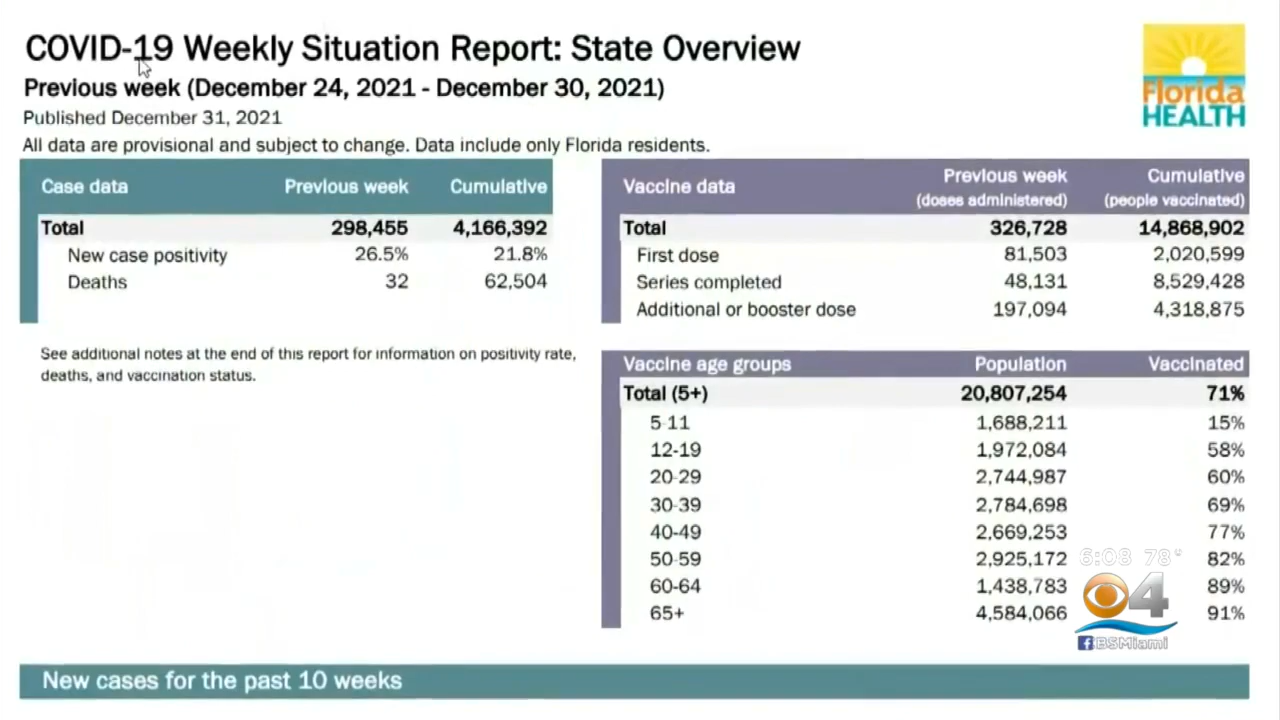 COVID-19 Weekly Situation Report: State Overview
Previous week (December 24, 2021 - December 30, 2021)
Published December 31, 2021
All data are provisional and subject to change. Data include only Florida residents.
Florida
HEALTH
Case data Previous week Cumulative
Total 298,455 4,166,392
New case positivity 26.5% 21.8%
Deaths 32 62,504
See additional notes at the end of this report for information on positivity rate,
deaths, and vaccination status.
Vaccine data Previous week (doses administered) Cumulative (people vaccinated)
Total 326,728 14,868,902
First dose 81,503 2,020,599
Series completed 48,131 8,529,428
Additional or booster dose 197,094 4,318,875
Vaccine age groups Population Vaccinated
Total (5+) 20,807,254 71%
5-11 1,688,211 15%
12-19 1,972,084 58%
20-29 2,744,987 60%
30-39 2,784,698 69%
40-49 2,669,253 77%
50-59 2,925,172 82%
60-64 1,438,783 89%
65+ 4,584,066 91%
6:08 78°
4
BSMiami
New cases for the past 10 weeks